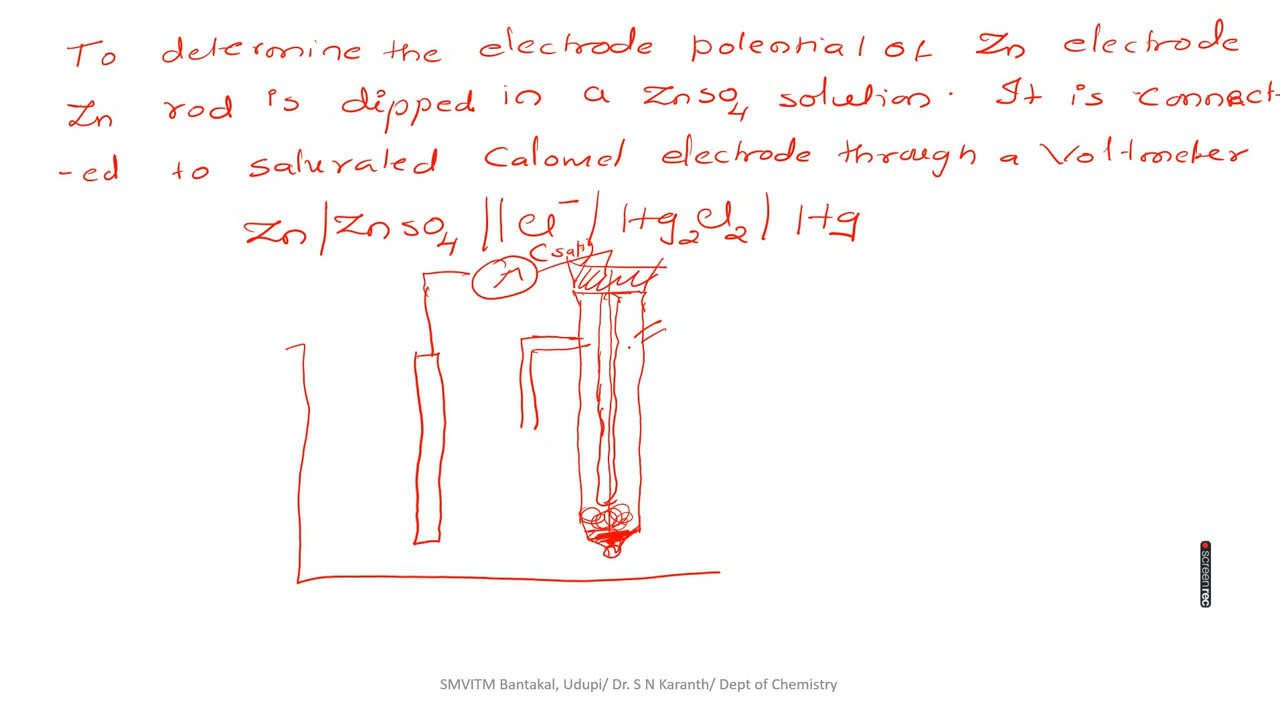 To determine the electrode potential of Zn electrode
Zn rod is dipped in a ZnSO4 solution. It is connect-
-ed to saturated Calomel electrode through a Voltmeter
Zn|ZnSO4||Cl⁻|Hg2Cl2|Hg
(satd)
screenrec
SMVITM Bantakal, Udupi/ Dr. S N Karanth/ Dept of Chemistry